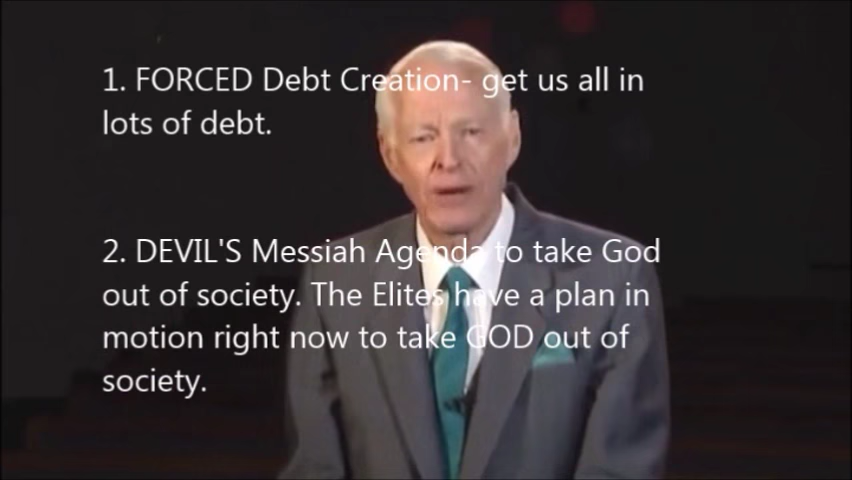 1. FORCED Debt Creation- get us all in
lots of debt.
2. DEVIL'S Messiah Agenda to take God
out of society. The Elites have a plan in
motion right now to take GOD out of
society.